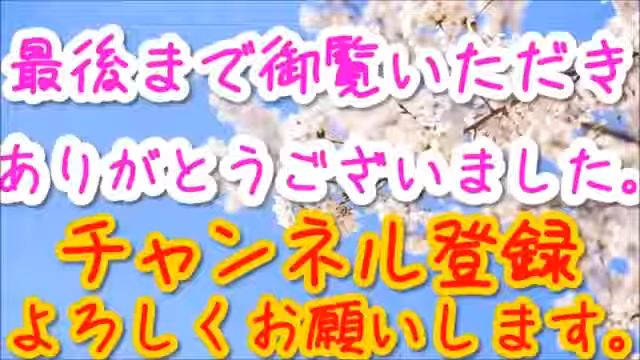 最後まで御覧いただき
ありがとうございました。
チャンネル登録
よろしくお願いします。